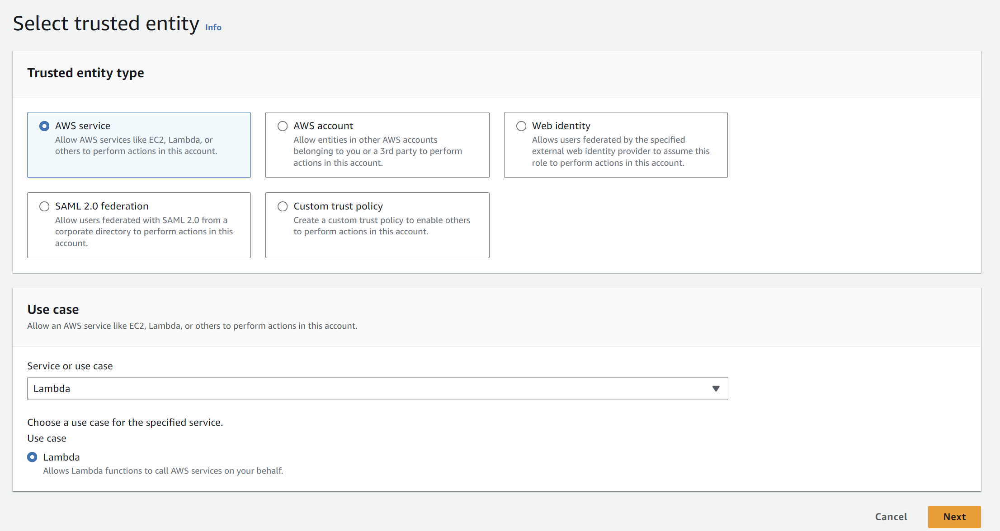 Select trusted entity Info
Trusted entity type
AWS service
Allow AWS services like EC2, Lambda, or
others to perform actions in this account.
AWS account
Allow entities in other AWS accounts
belonging to you or a 3rd party to perform
actions in this account.
Web identity
Allows users federated by the specified
external web identity provider to assume this
role to perform actions in this account.
SAML 2.0 federation
Allow users federated with SAML 2.0 from a
corporate directory to perform actions in this
account.
Custom trust policy
Create a custom trust policy to enable others
to perform actions in this account.
Use case
Allow an AWS service like EC2, Lambda, or others to perform actions in this account.
Service or use case
Lambda
Choose a use case for the specified service.
Use case
Lambda
Allows Lambda functions to call AWS services on your behalf.
Cancel Next